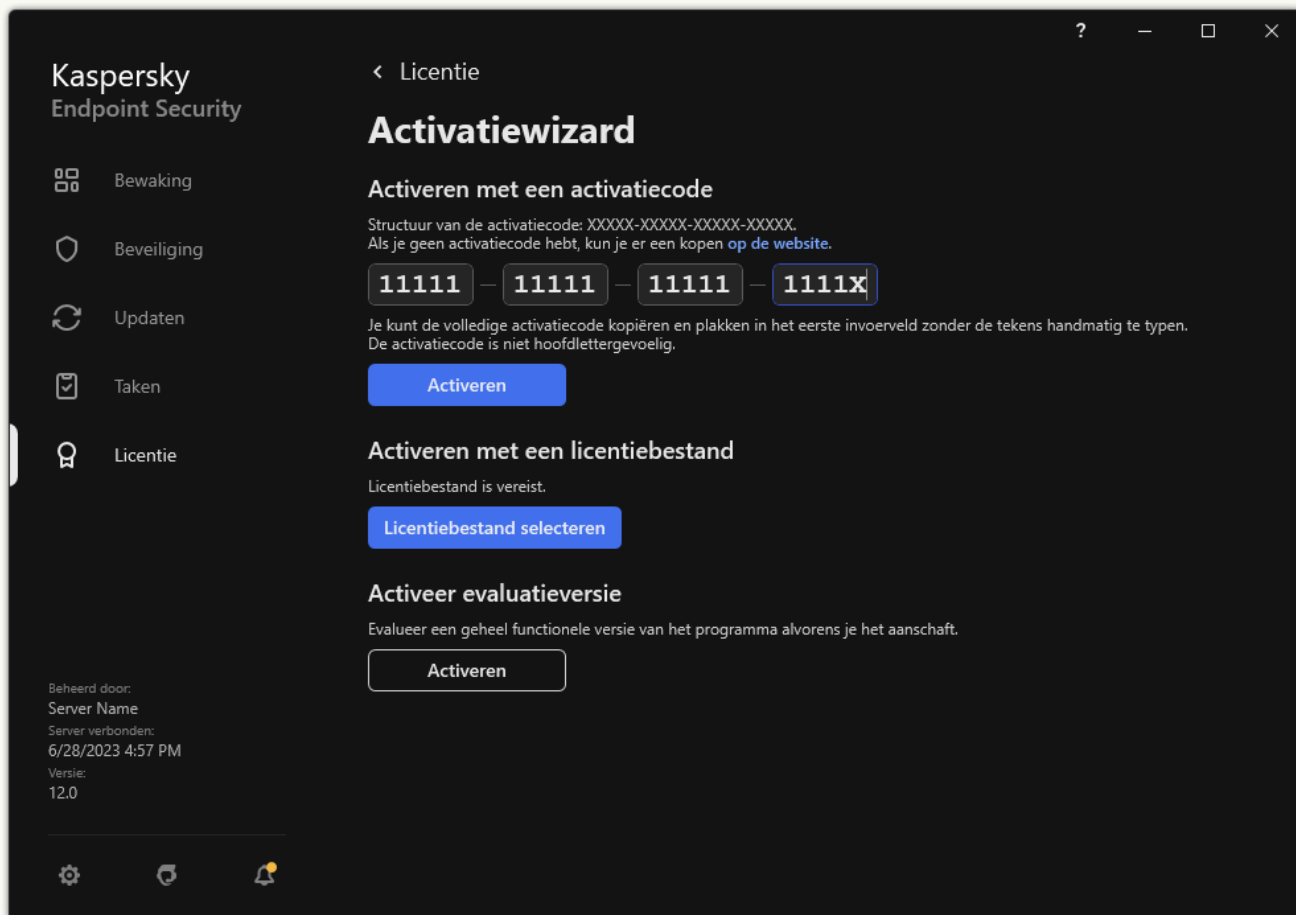 ?
Kaspersky
Endpoint Security
Bewaking
Beveiliging
Updaten
Taken
Licentie
Beheerd door:
Server Name
Server verbonden:
6/28/2023 4:57 PM
Versie:
12.0
Licentie
Activatiewizard
Activeren met een activatiecode
Structuur van de activatiecode: XXXXX-XXXXX-XXXXX-XXXXX.
Als je geen activatiecode hebt, kun je er een kopen op de website.
11111 — 11111 — 11111 — 1111X
Je kunt de volledige activatiecode kopiëren en plakken in het eerste invoerveld zonder de tekens handmatig te typen.
De activatiecode is niet hoofdlettergevoelig.
Activeren
Activeren met een licentiebestand
Licentiebestand is vereist.
Licentiebestand selecteren
Activeer evaluatieversie
Evalueer een geheel functionele versie van het programma alvorens je het aanschaft.
Activeren